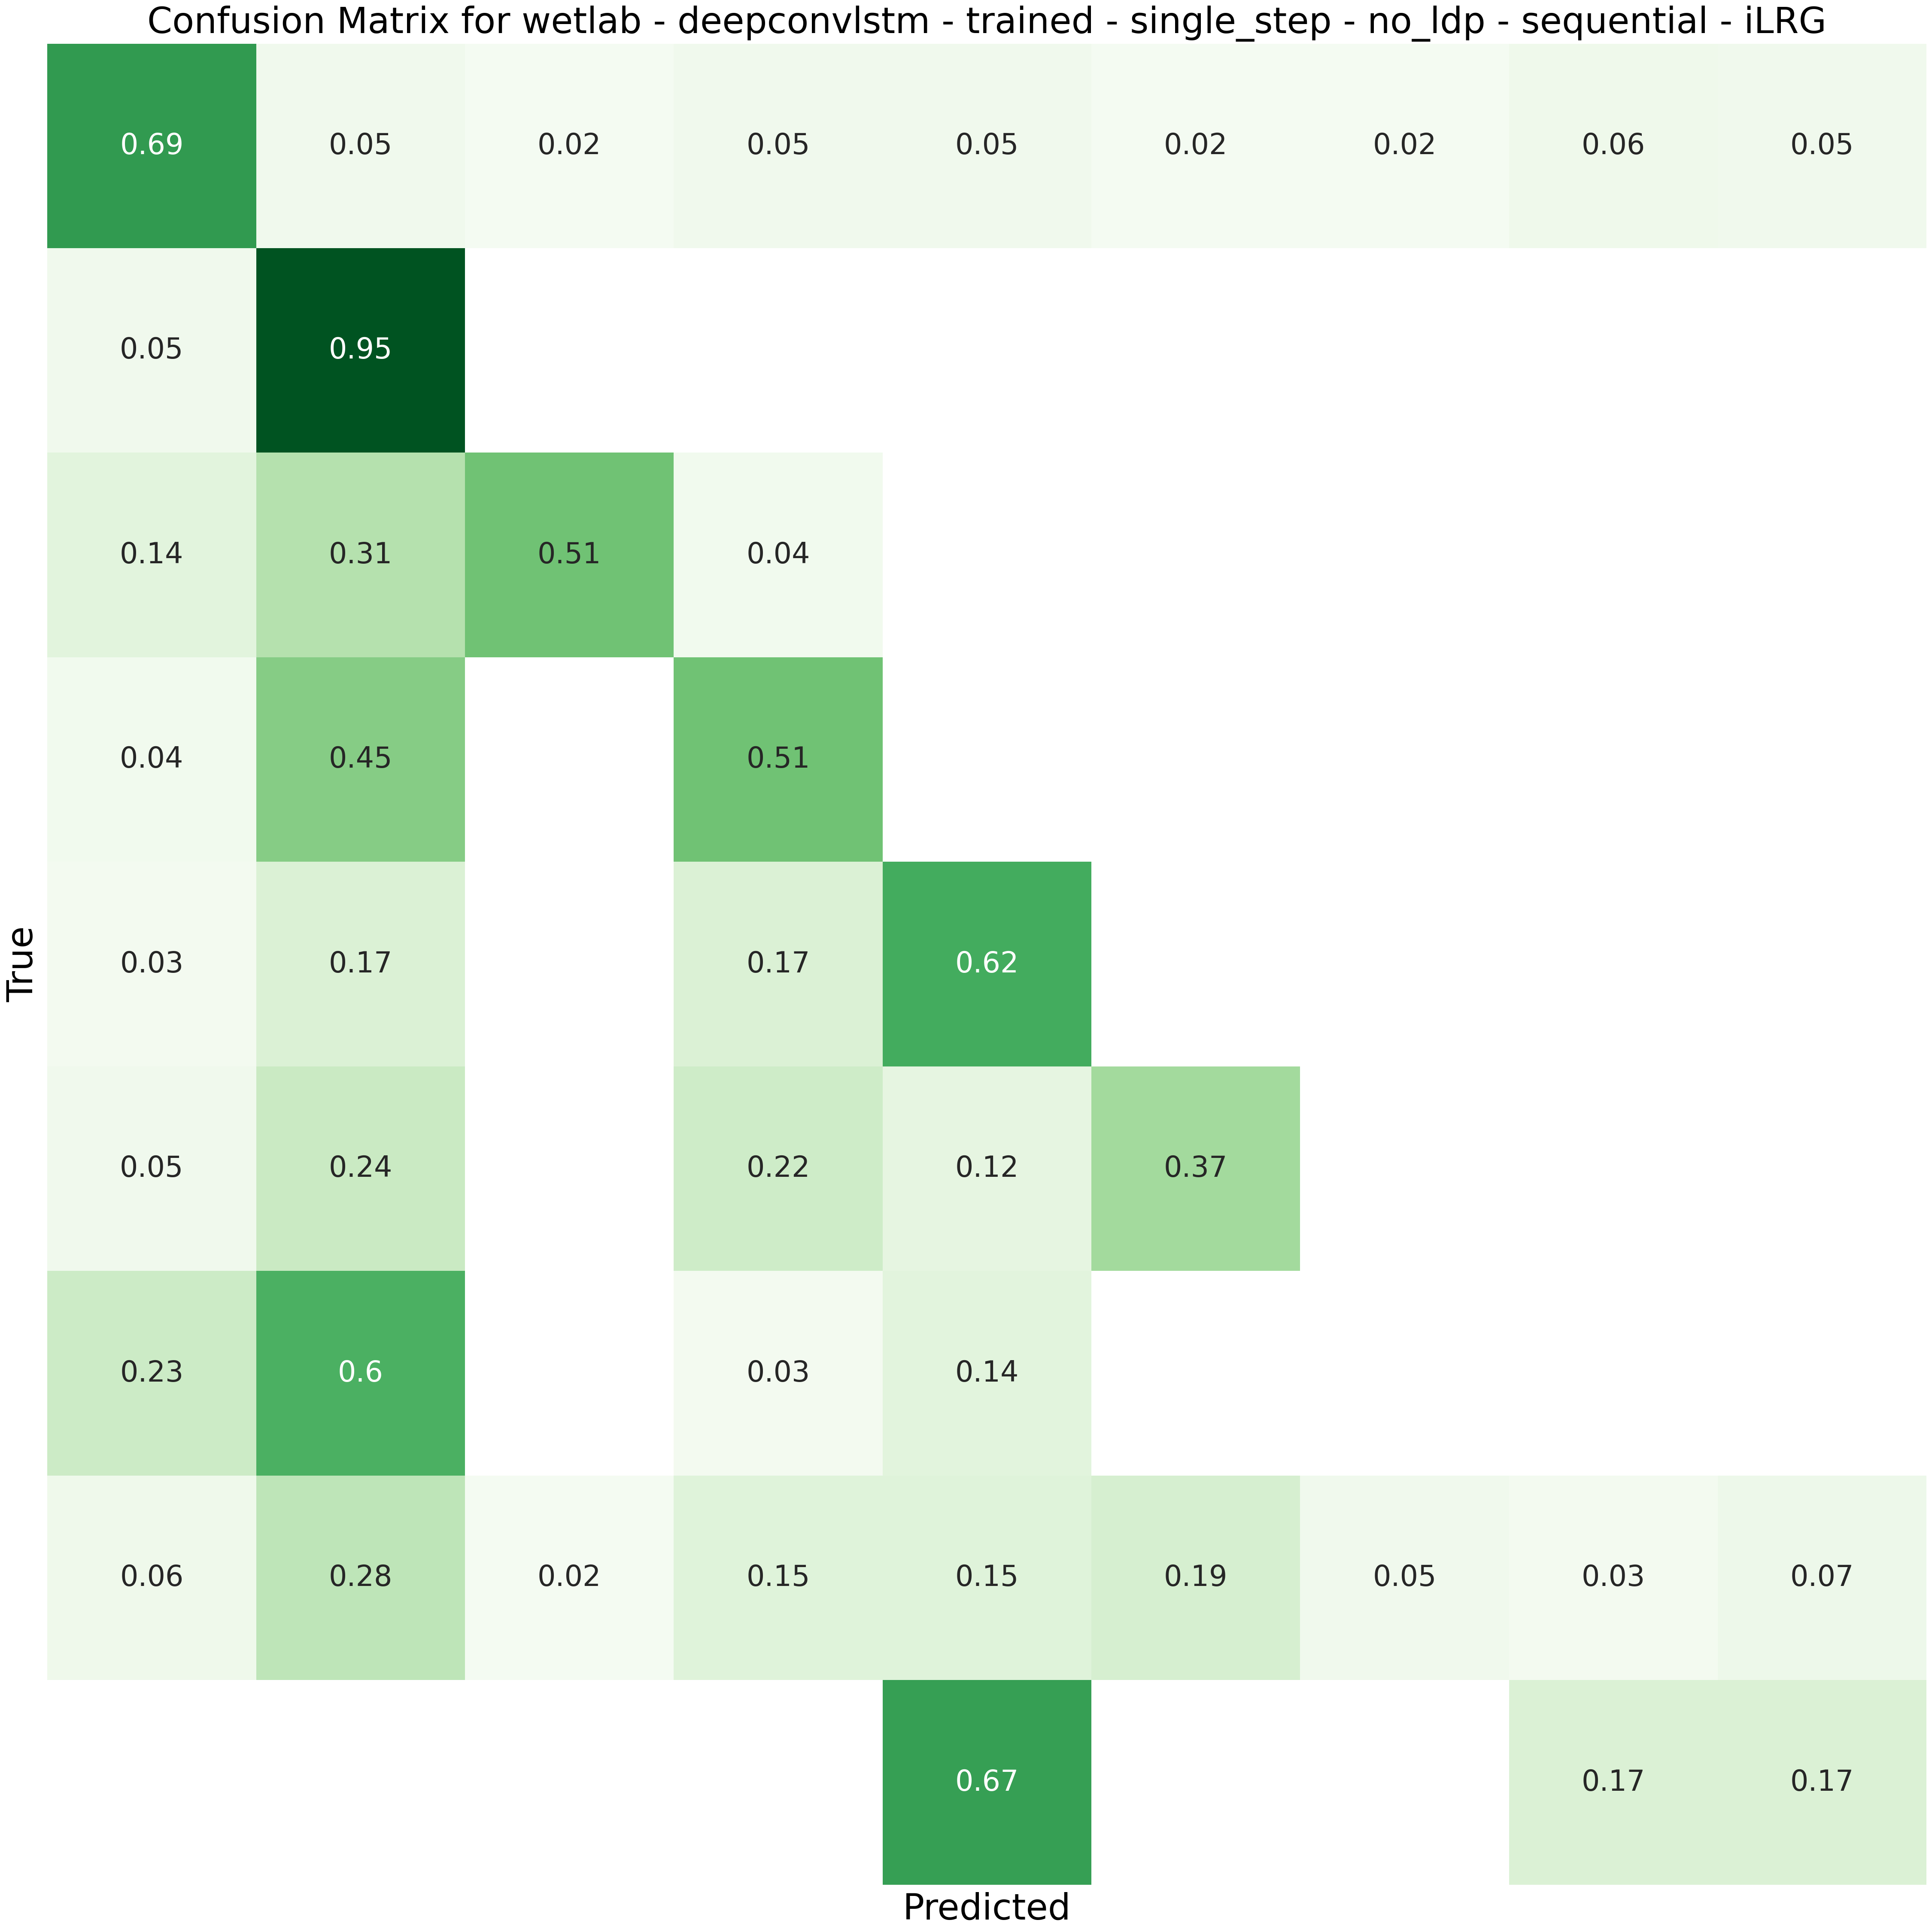 Confusion Matrix for wetlab - deepconvlstm - trained - single_step - no_ldp - sequential - iLRG
0.69 0.05 0.02 0.05 0.05 0.02 0.02 0.06 0.05
0.05 0.95
0.14 0.31 0.51 0.04
0.04 0.45 0.51
True
0.03 0.17 0.17 0.62
0.05 0.24 0.22 0.12 0.37
0.23 0.6 0.03 0.14
0.06 0.28 0.02 0.15 0.15 0.19 0.05 0.03 0.07
0.67 0.17 0.17
Predicted